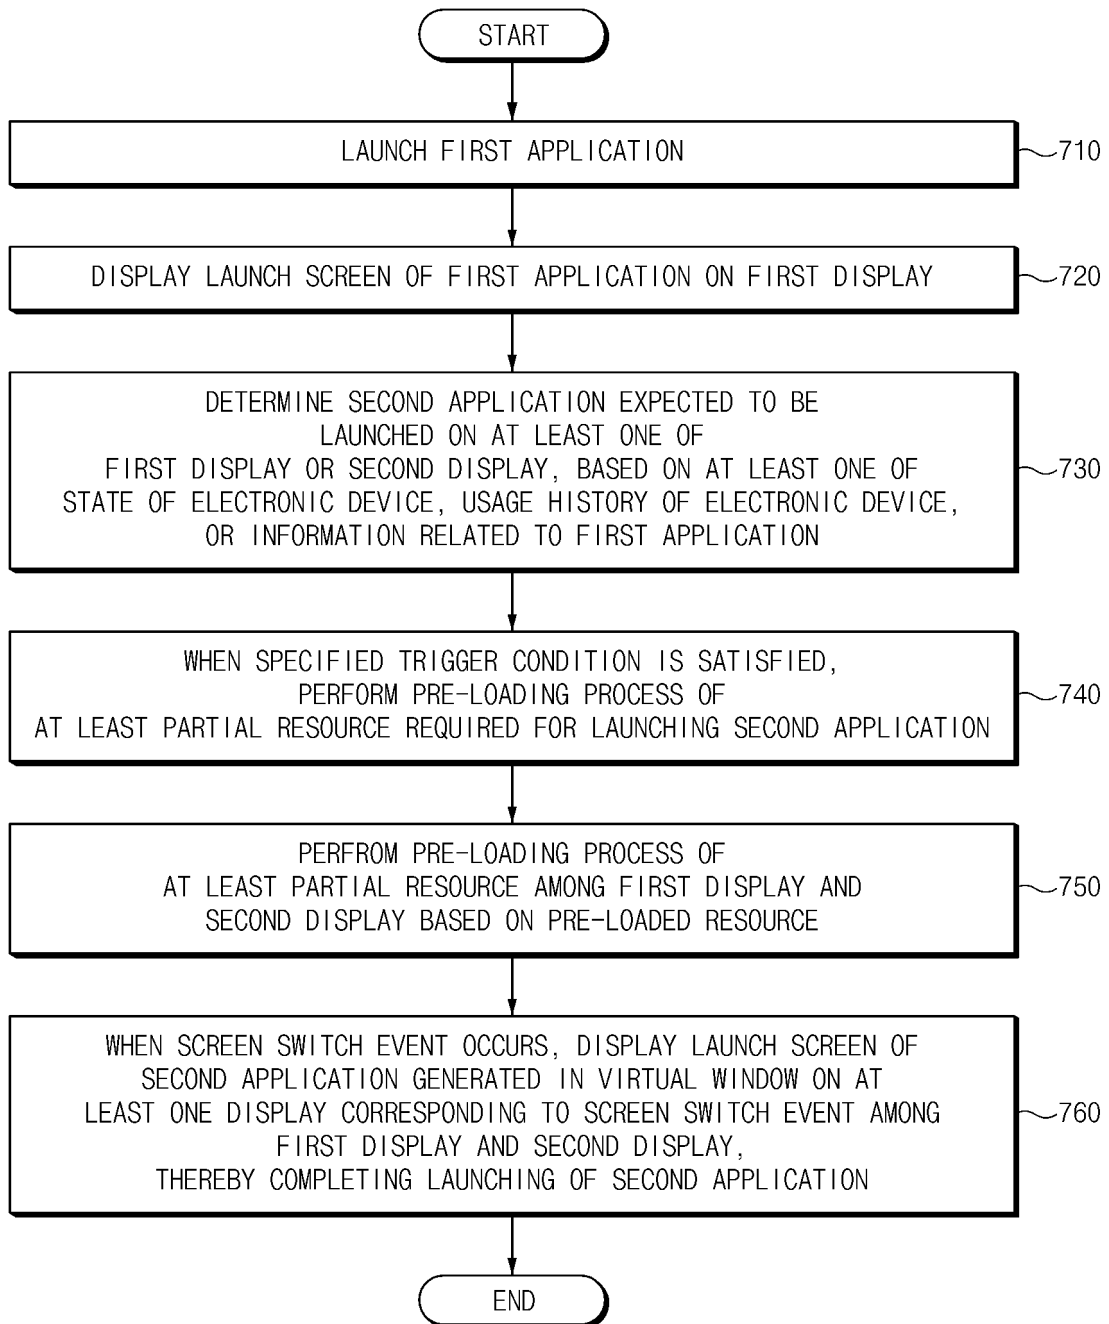 START
LAUNCH FIRST APPLICATION
710
DISPLAY LAUNCH SCREEN OF FIRST APPLICATION ON FIRST DISPLAY
720
DETERMINE SECOND APPLICATION EXPECTED TO BE
LAUNCHED ON AT LEAST ONE OF
FIRST DISPLAY OR SECOND DISPLAY, BASED ON AT LEAST ONE OF
STATE OF ELECTRONIC DEVICE, USAGE HISTORY OF ELECTRONIC DEVICE,
OR INFORMATION RELATED TO FIRST APPLICATION
730
WHEN SPECIFIED TRIGGER CONDITION IS SATISFIED,
PERFORM PRE-LOADING PROCESS OF
AT LEAST PARTIAL RESOURCE REQUIRED FOR LAUNCHING SECOND APPLICATION
740
PERFROM PRE-LOADING PROCESS OF
AT LEAST PARTIAL RESOURCE AMONG FIRST DISPLAY AND
SECOND DISPLAY BASED ON PRE-LOADED RESOURCE
750
WHEN SCREEN SWITCH EVENT OCCURS, DISPLAY LAUNCH SCREEN OF
SECOND APPLICATION GENERATED IN VIRTUAL WINDOW ON AT
LEAST ONE DISPLAY CORRESPONDING TO SCREEN SWITCH EVENT AMONG
FIRST DISPLAY AND SECOND DISPLAY,
THEREBY COMPLETING LAUNCHING OF SECOND APPLICATION
760
END